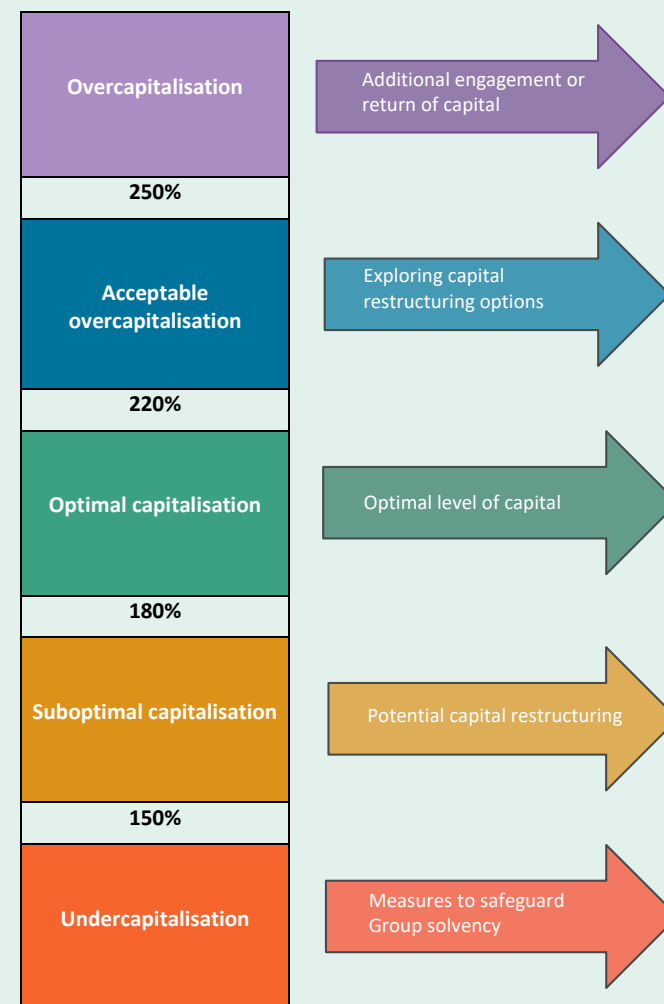 Overcapitalisation
Additional engagement or
return of capital
250%
Acceptable
overcapitalisation
Exploring capital
restructuring options
220%
Optimal capitalisation
Optimal level of capital
180%
Suboptimal capitalisation
Potential capital restructuring
150%
Undercapitalisation
Measures to safeguard
Group solvency